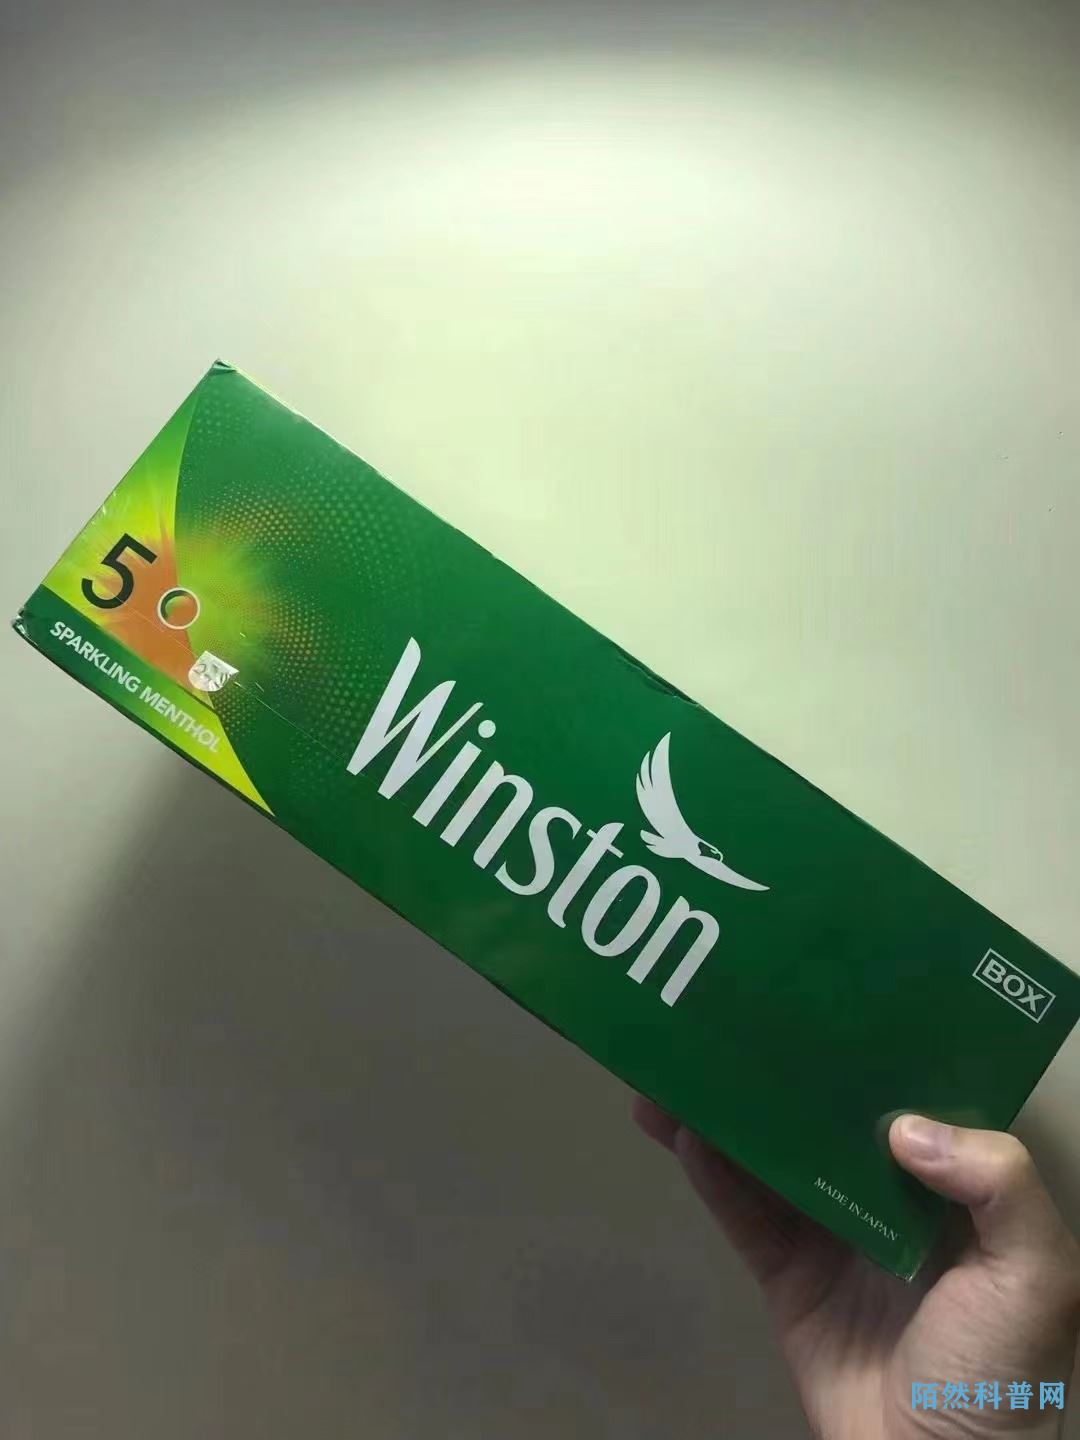 5
SPARKLING MENTHOL
Winston
BOX
MADE IN JAPAN
陌然科普网